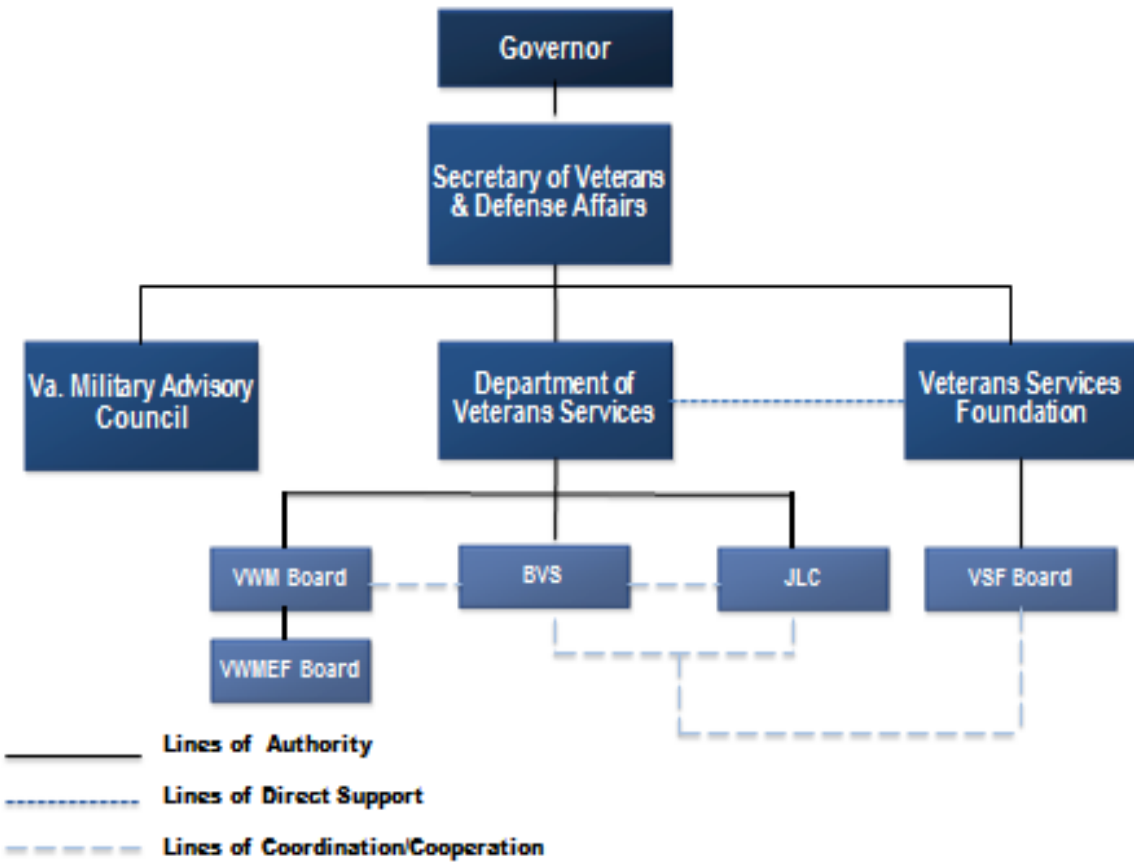 Governor
Secretary of Veterans
& Defense Affairs
Va. Military Advisory
Council
Department of
Veterans Services
Veterans Services
Foundation
VWM Board
BVS
JLC
VSF Board
VWMEF Board
Lines of Authority
Lines of Direct Support
Lines of Coordination/Cooperation